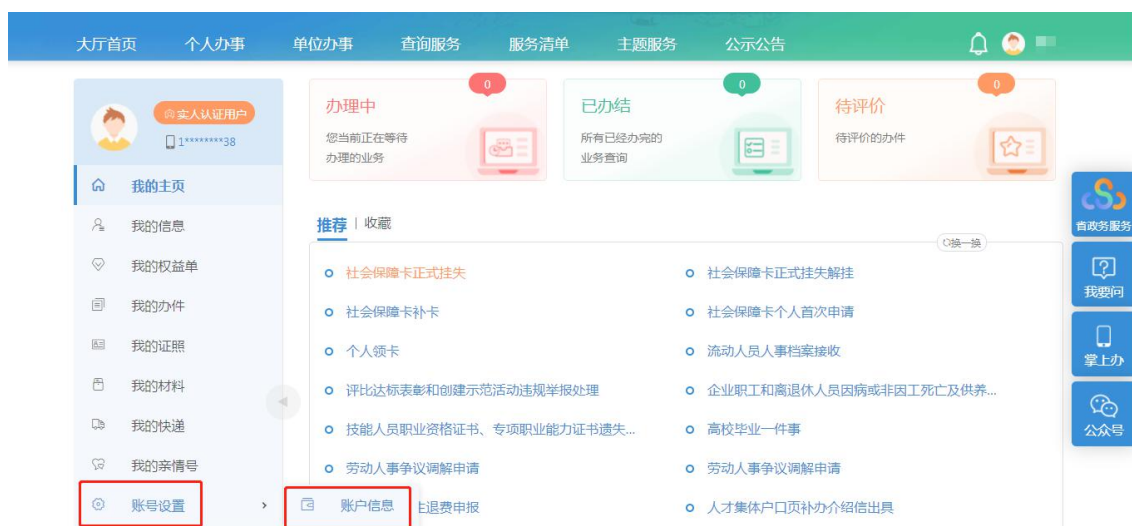 大厅首页 个人办事 单位办事 查询服务 服务清单 主题服务 公示公告
实人认证用户
1********38
我的主页
我的信息
我的权益单
我的办件
我的证照
我的材料
我的快递
我的亲情号
账号设置 >
账户信息
办理中
0
您当前正在等待
办理的业务
已办结
0
所有已经办完的
业务查询
待评价
0
待评价的办件
推荐 | 收藏
换一换
社会保障卡正式挂失
社会保障卡正式挂失解挂
社会保障卡补卡
社会保障卡个人首次申请
个人领卡
流动人员人事档案接收
评比达标表彰和创建示范活动违规举报处理
企业职工和离退休人员因病或非因工死亡及供养...
技能人员职业资格证书、专项职业能力证书遗失...
高校毕业一件事
劳动人事争议调解申请
劳动人事争议调解申请
生退费申报
人才集体户口页补办介绍信出具
省政务服务
我要问
掌上办
公众号